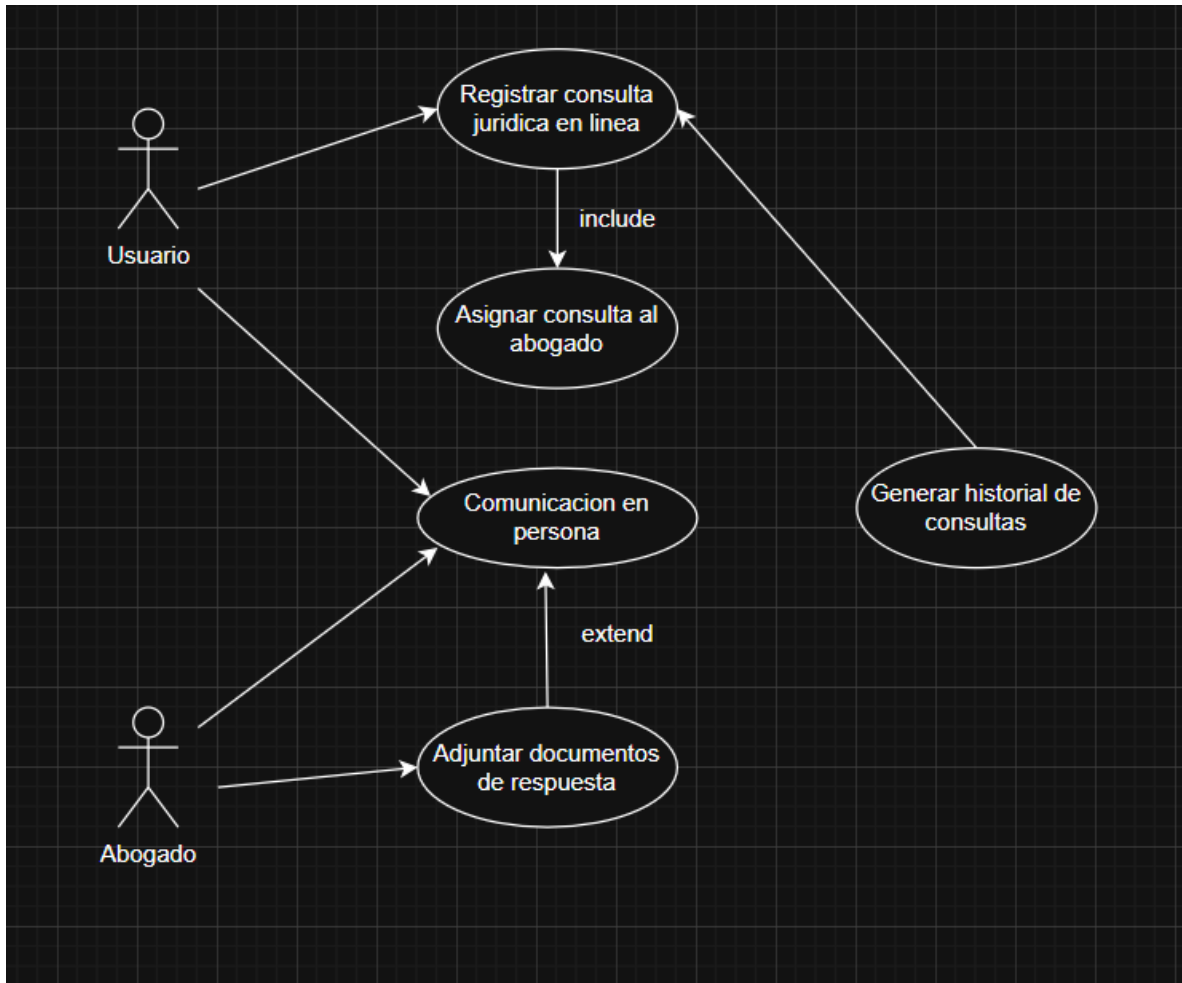 Registrar consulta
juridica en linea
Usuario
include
Asignar consulta al
abogado
Comunicacion en
persona
Generar historial de
consultas
extend
Adjuntar documentos
de respuesta
Abogado